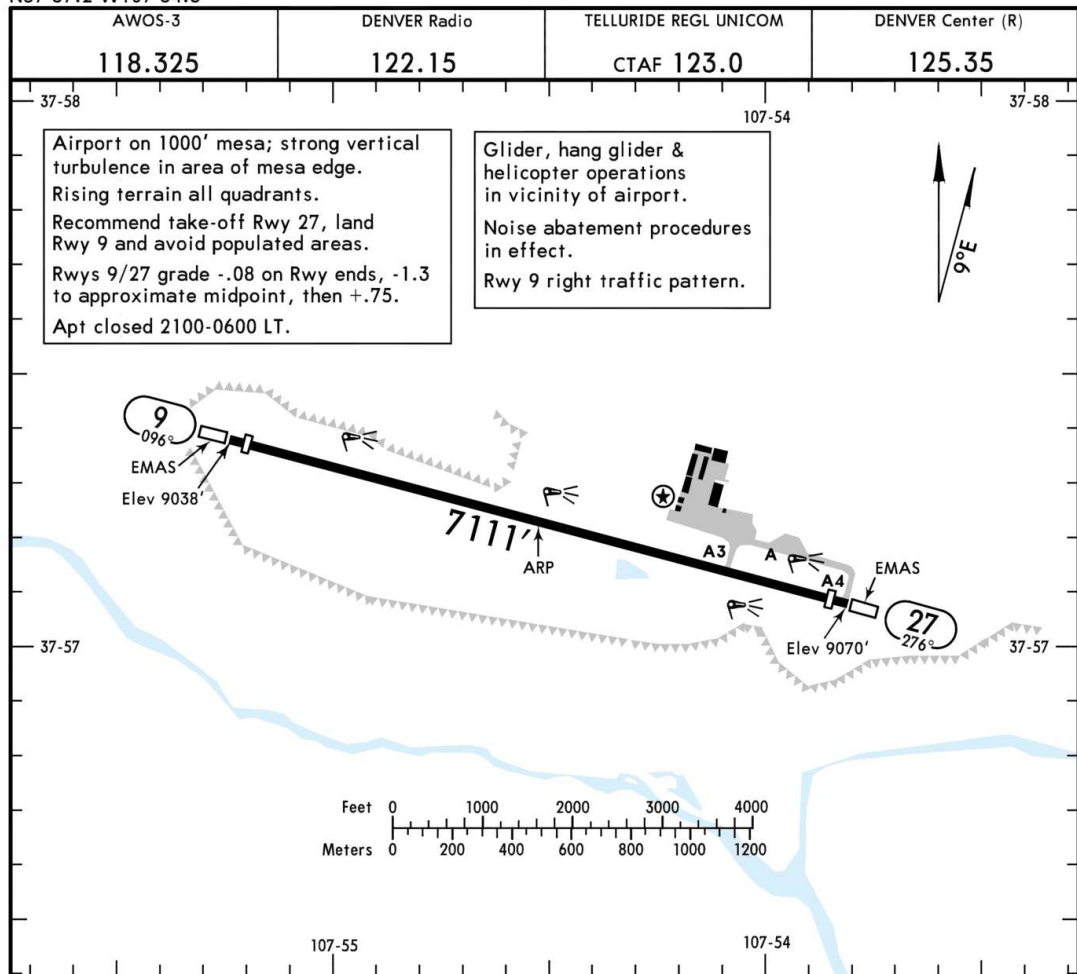 AWOS-3
118.325
DENVER Radio
122.15
TELLURIDE REGL UNICOM
CTAF 123.0
DENVER Center (R)
125.35
37-58
107-54
37-58
Airport on 1000' mesa; strong vertical
turbulence in area of mesa edge.
Rising terrain all quadrants.
Recommend take-off Rwy 27, land
Rwy 9 and avoid populated areas.
Rwys 9/27 grade -.08 on Rwy ends, -1.3
to approximate midpoint, then +.75.
Apt closed 2100-0600 LT.
Glider, hang glider &
helicopter operations
in vicinity of airport.
Noise abatement procedures
in effect.
Rwy 9 right traffic pattern.
9°E
9
096°
EMAS
Elev 9038'
7111'
ARP
A3
A
A4
EMAS
27
276°
Elev 9070'
37-57
37-57
Feet 0 1000 2000 3000 4000
Meters 0 200 400 600 800 1000 1200
107-55
107-54